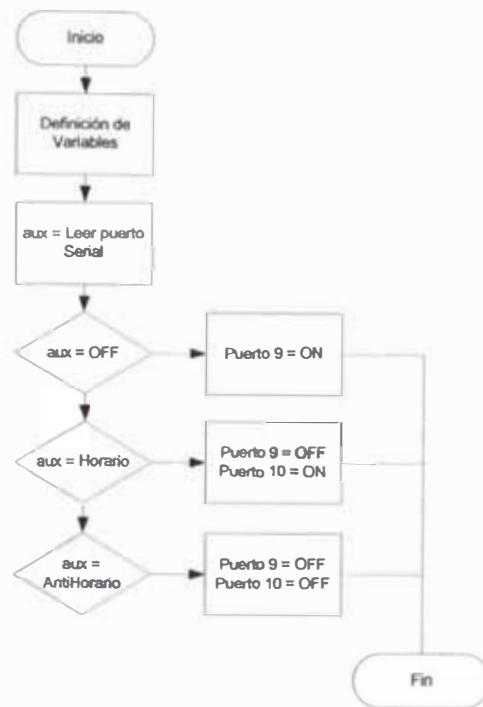 Inicio
Definición de
Variables
aux = Leer puerto
Serial
aux = OFF
Puerto 9 = ON
aux = Horario
Puerto 9 = OFF
Puerto 10 = ON
aux =
AntiHorario
Puerto 9 = OFF
Puerto 10 = OFF
Fin